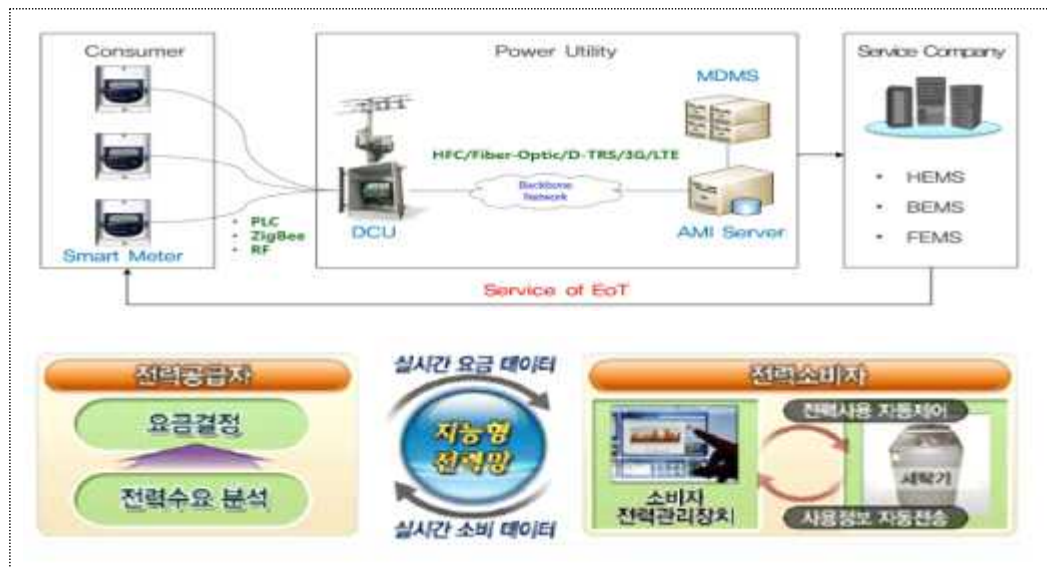 Consumer
Power Utility
Service Company
MDMS
HFC/Fiber-Optic/D-TRS/3G/LTE
Backbone
Network
• HEMS
• BEMS
• FEMS
• PLC
• ZigBee
• RF
DCU
AMI Server
Smart Meter
Service of EoT
전력공급자
요금결정
전력수요 분석
실시간 요금 데이터
지능형
전력망
실시간 소비 데이터
전력소비자
전력사용 자동제어
세탁기
소비자
전력관리장치
사용정보 자동전송